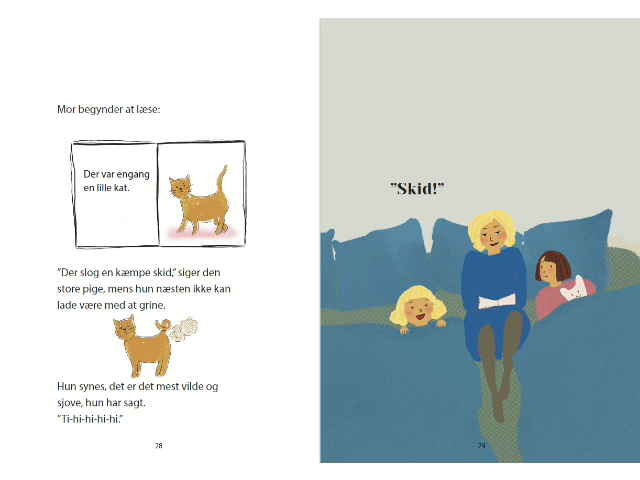 Mor begynder at læse:
Der var engang
en lille kat.
”Der slog en kæmpe skid,” siger den
store pige, mens hun næsten ikke kan
lade være med at grine.
Hun synes, det er det mest vilde og
sjove, hun har sagt.
”Ti-hi-hi-hi-hi.”
28
”Skid!”
29